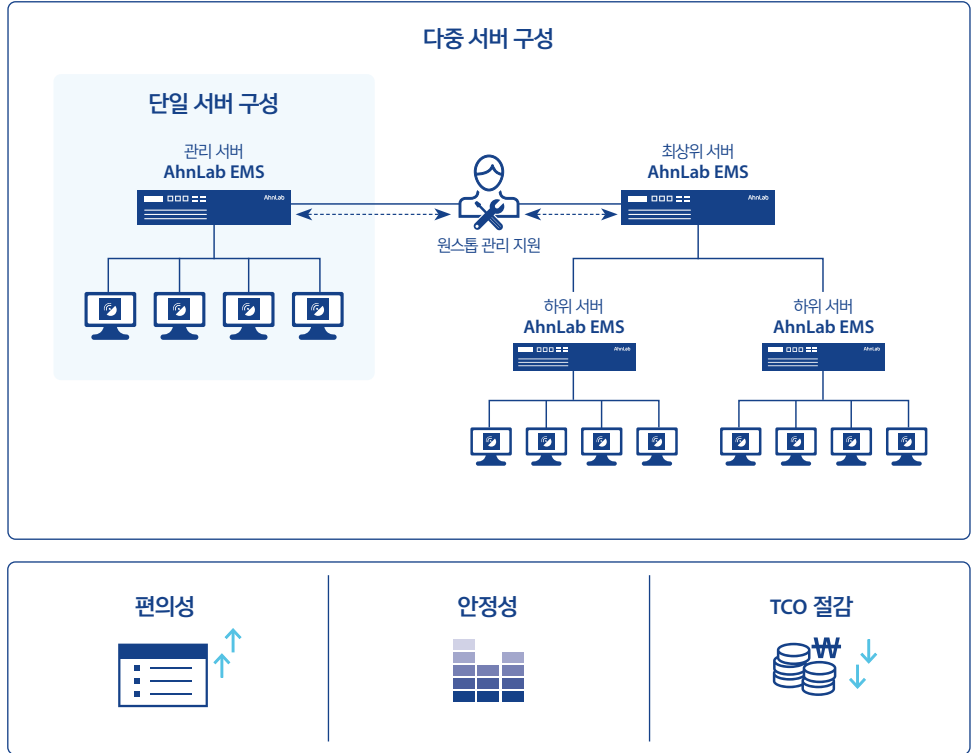 다중 서버 구성
단일 서버 구성
관리 서버
AhnLab EMS
AhnLab
원스톱 관리 지원
최상위 서버
AhnLab EMS
AhnLab
하위 서버
AhnLab EMS
AhnLab
하위 서버
AhnLab EMS
AhnLab
편의성
안정성
TCO 절감
₩